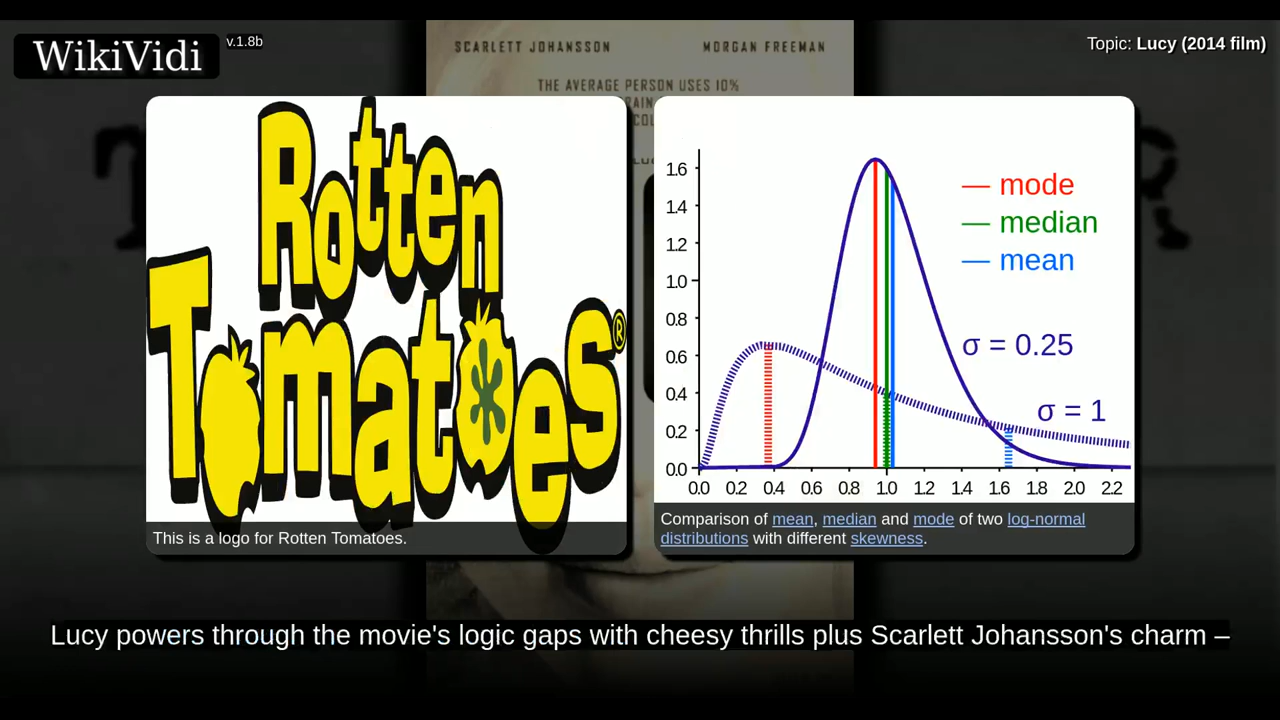 WikiVidi
v.1.8b
Topic: Lucy (2014 film)
SCARLETT JOHANSSON
MORGAN FREEMAN
THE AVERAGE PERSON USES 10%
Rotten
Tomatoes®
This is a logo for Rotten Tomatoes.
1.6
1.4
1.2
1.0
0.8
0.6
0.4
0.2
0.0
0.0 0.2 0.4 0.6 0.8 1.0 1.2 1.4 1.6 1.8 2.0 2.2
— mode
— median
— mean
σ = 0.25
σ = 1
Comparison of mean, median and mode of two log-normal
distributions with different skewness.
Lucy powers through the movie's logic gaps with cheesy thrills plus Scarlett Johansson's charm –